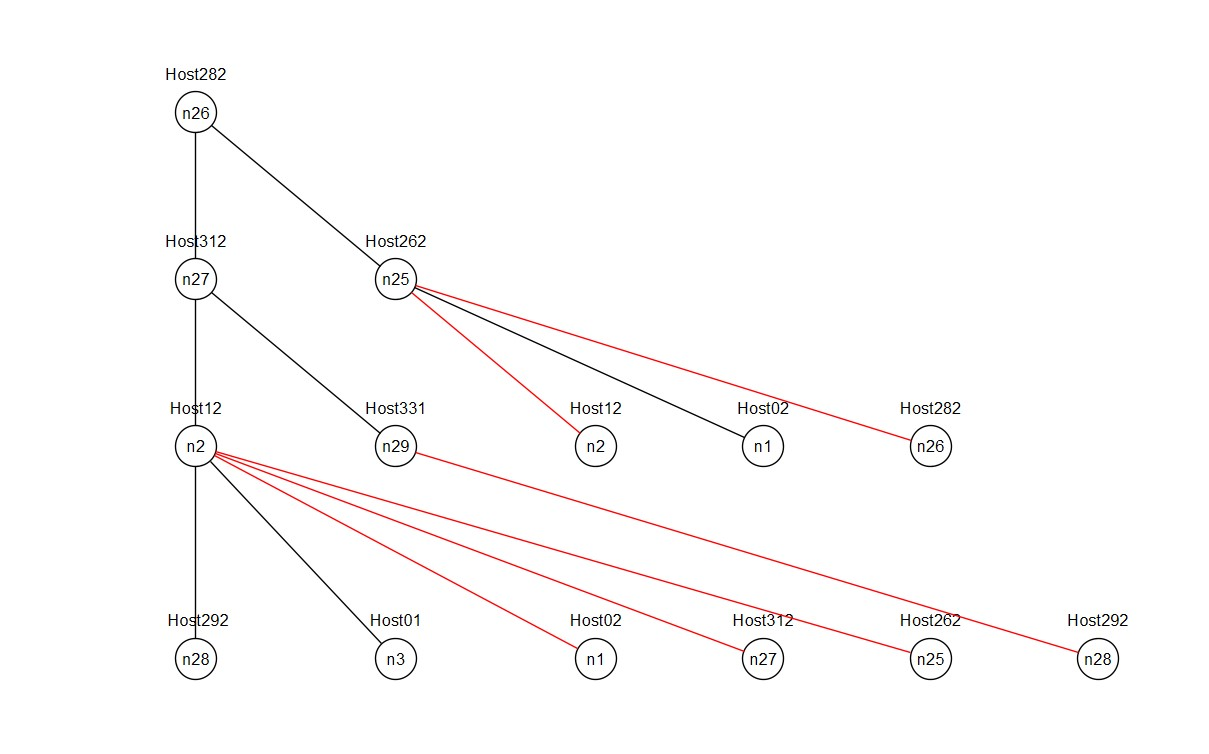 Host282
n26
Host312 Host262
n27 n25
Host12 Host331 Host12 Host02 Host282
n2 n29 n2 n1 n26
Host292 Host01 Host02 Host312 Host262 Host292
n28 n3 n1 n27 n25 n28